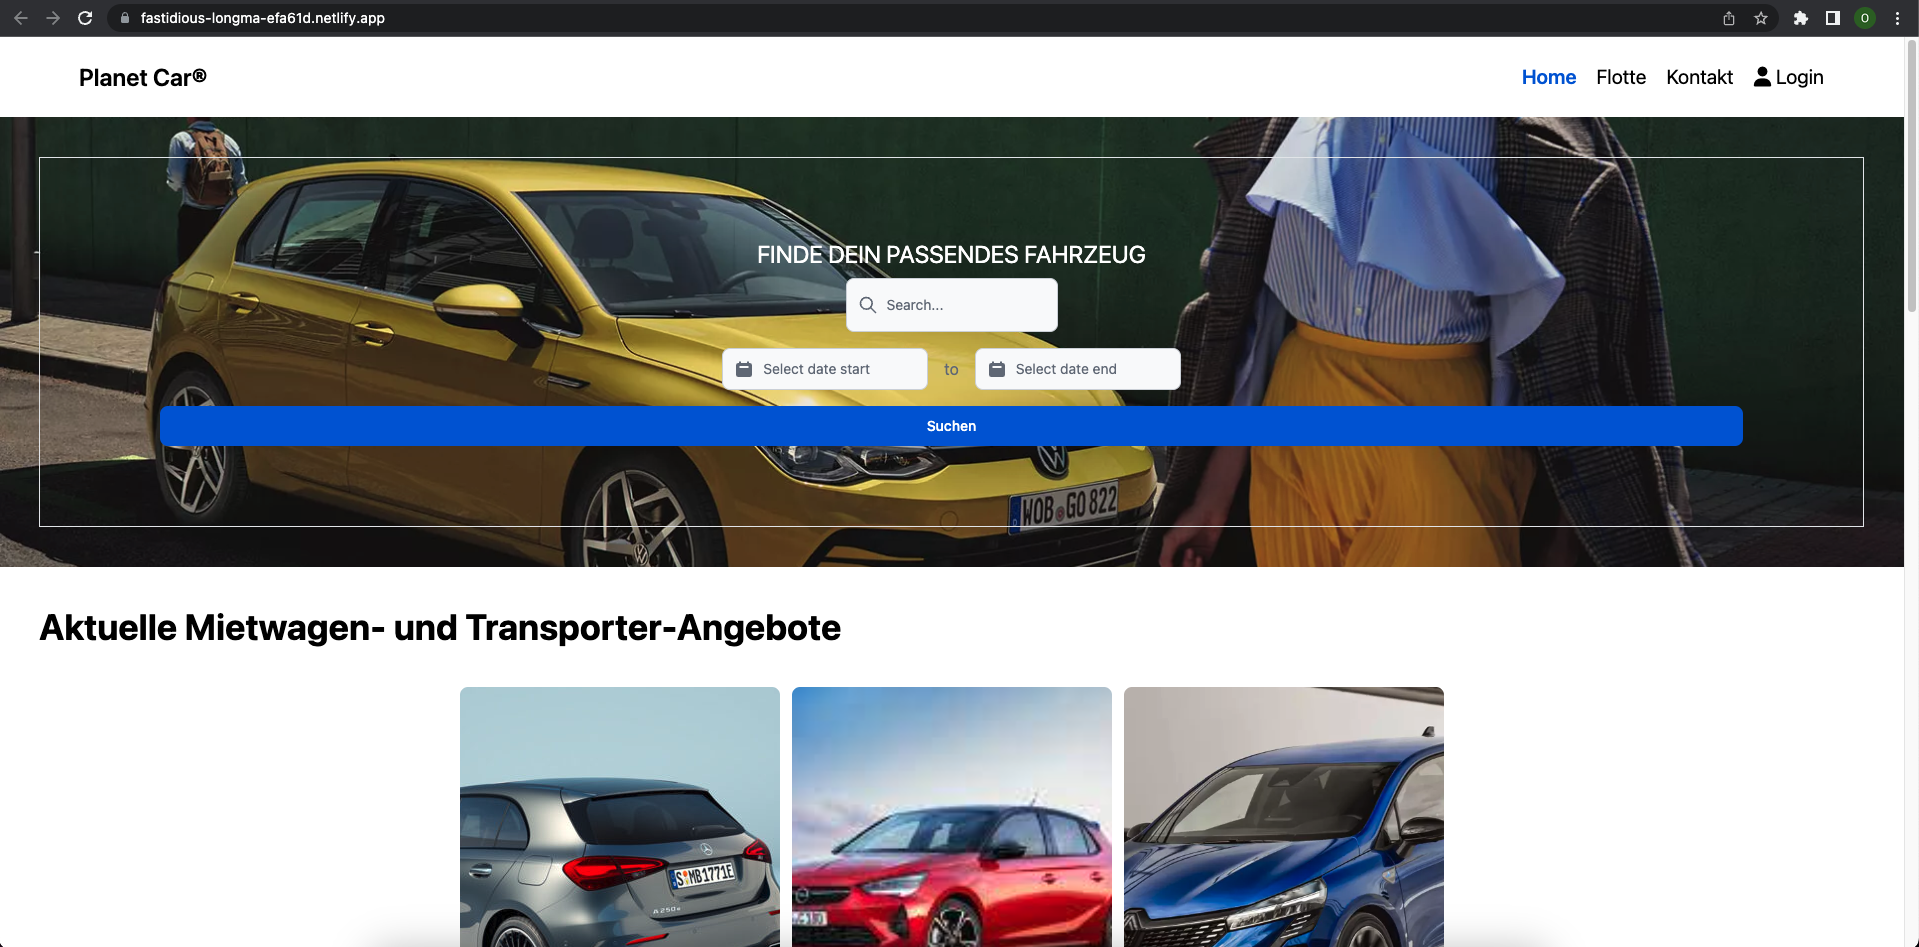 fastidious-longma-efa61d.netlify.app
O
Planet Car®
Home Flotte Kontakt Login
FINDE DEIN PASSENDES FAHRZEUG
Search...
Select date start to Select date end
Suchen
WOB GO 822
Aktuelle Mietwagen- und Transporter-Angebote
S MB1771E
A 250e